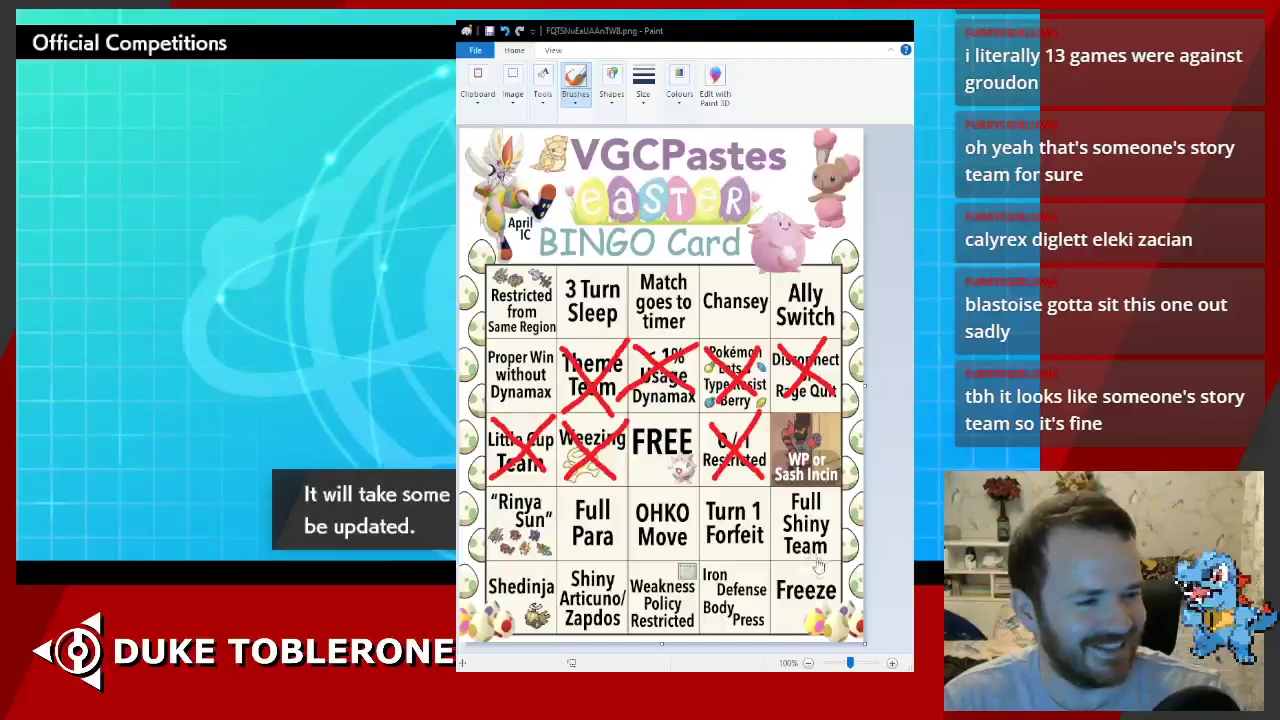 Official Competitions
FQTSNuEaUAAnTW8.png - Paint
File
Home
View
Clipboard
Image
Tools
Brushes
Shapes
Size
Colours
Edit with
Paint 3D
VGCPastes
easter
April
IC
BINGO Card
Restricted
from
Same Region
3 Turn
Sleep
Match
goes to
timer
Chansey
Ally
Switch
Proper Win
without
Dynamax
Theme
Team
< 1%
Usage
Dynamax
Pokémon
Eats a
Type Resist
Berry
Disconnect
Rage Quit
Little Cup
Team
Weezing
FREE
0 / 1
Restricted
WP or
Sash Incin
"Rinya
Sun"
Full
Para
OHKO
Move
Turn 1
Forfeit
Full
Shiny
Team
Shedinja
Shiny
Articuno/
Zapdos
Weakness
Policy
Restricted
Iron
Defense
Body
Press
Freeze
100%
It will take some
be updated.
DUKE TOBLERONE
i literally 13 games were against
groudon
oh yeah that's someone's story
team for sure
calyrex diglett eleki zacian
blastoise gotta sit this one out
sadly
tbh it looks like someone's story
team so it's fine